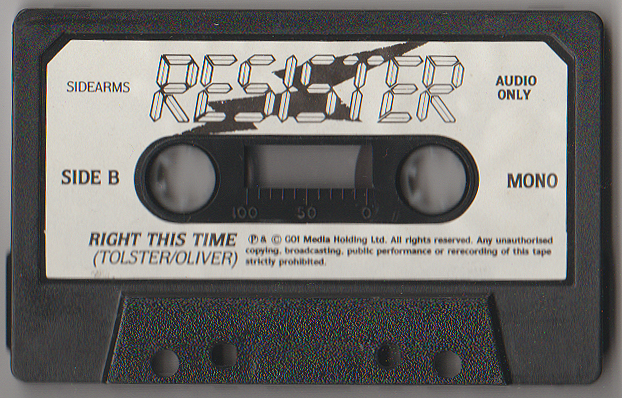 SIDEARMS
RESISTER
AUDIO
ONLY
SIDE B
MONO
100 50 0
RIGHT THIS TIME
(TOLSTER/OLIVER)
℗ & © GO! Media Holding Ltd. All rights reserved. Any unauthorised
copying, broadcasting, public performance or rerecording of this tape
strictly prohibited.